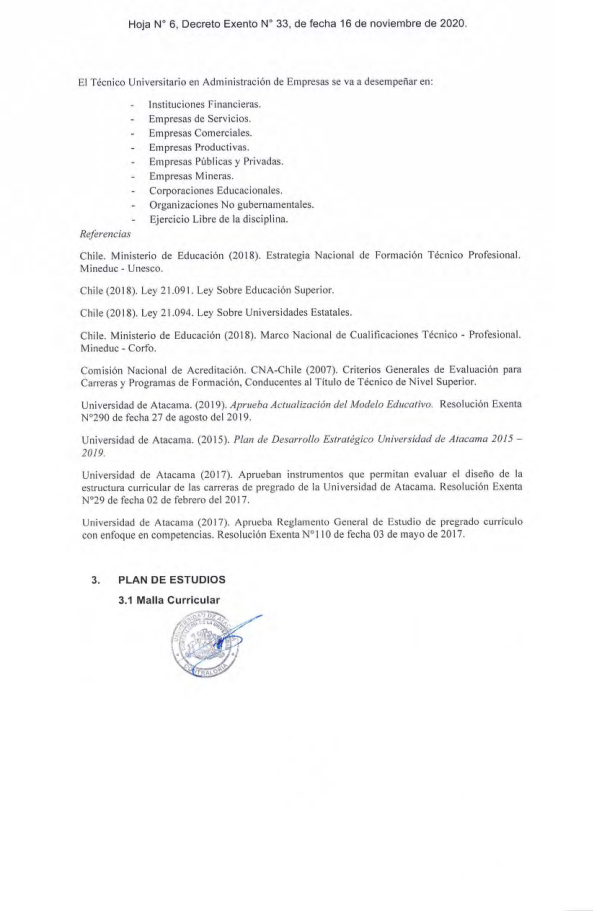 Hoja N° 6, Decreto Exento N° 33, de fecha 16 de noviembre de 2020.
El Técnico Universitario en Administración de Empresas se va a desempeñar en:
- Instituciones Financieras.
- Empresas de Servicios.
- Empresas Comerciales.
- Empresas Productivas.
- Empresas Públicas y Privadas.
- Empresas Mineras.
- Corporaciones Educacionales.
- Organizaciones No gubernamentales.
- Ejercicio Libre de la disciplina.
Referencias
Chile. Ministerio de Educación (2018). Estrategia Nacional de Formación Técnico Profesional.
Mineduc - Unesco.
Chile (2018). Ley 21.091. Ley Sobre Educación Superior.
Chile (2018). Ley 21.094. Ley Sobre Universidades Estatales.
Chile. Ministerio de Educación (2018). Marco Nacional de Cualificaciones Técnico - Profesional.
Mineduc - Corfo.
Comisión Nacional de Acreditación. CNA-Chile (2007). Criterios Generales de Evaluación para
Carreras y Programas de Formación, Conducentes al Titulo de Técnico de Nivel Superior.
Universidad de Atacama. (2019). Aprueba Actualización del Modelo Educativo. Resolución Exenta
N°290 de fecha 27 de agosto del 2019.
Universidad de Atacama. (2015). Plan de Desarrollo Estratégico Universidad de Atacama 2015 –
2019.
Universidad de Atacama (2017). Aprueban instrumentos que permitan evaluar el diseño de la
estructura curricular de las carreras de pregrado de la Universidad de Atacama. Resolución Exenta
N°29 de fecha 02 de febrero del 2017.
Universidad de Atacama (2017). Aprueba Reglamento General de Estudio de pregrado currículo
con enfoque en competencias. Resolución Exenta N°110 de fecha 03 de mayo de 2017.
3. PLAN DE ESTUDIOS
3.1 Malla Curricular